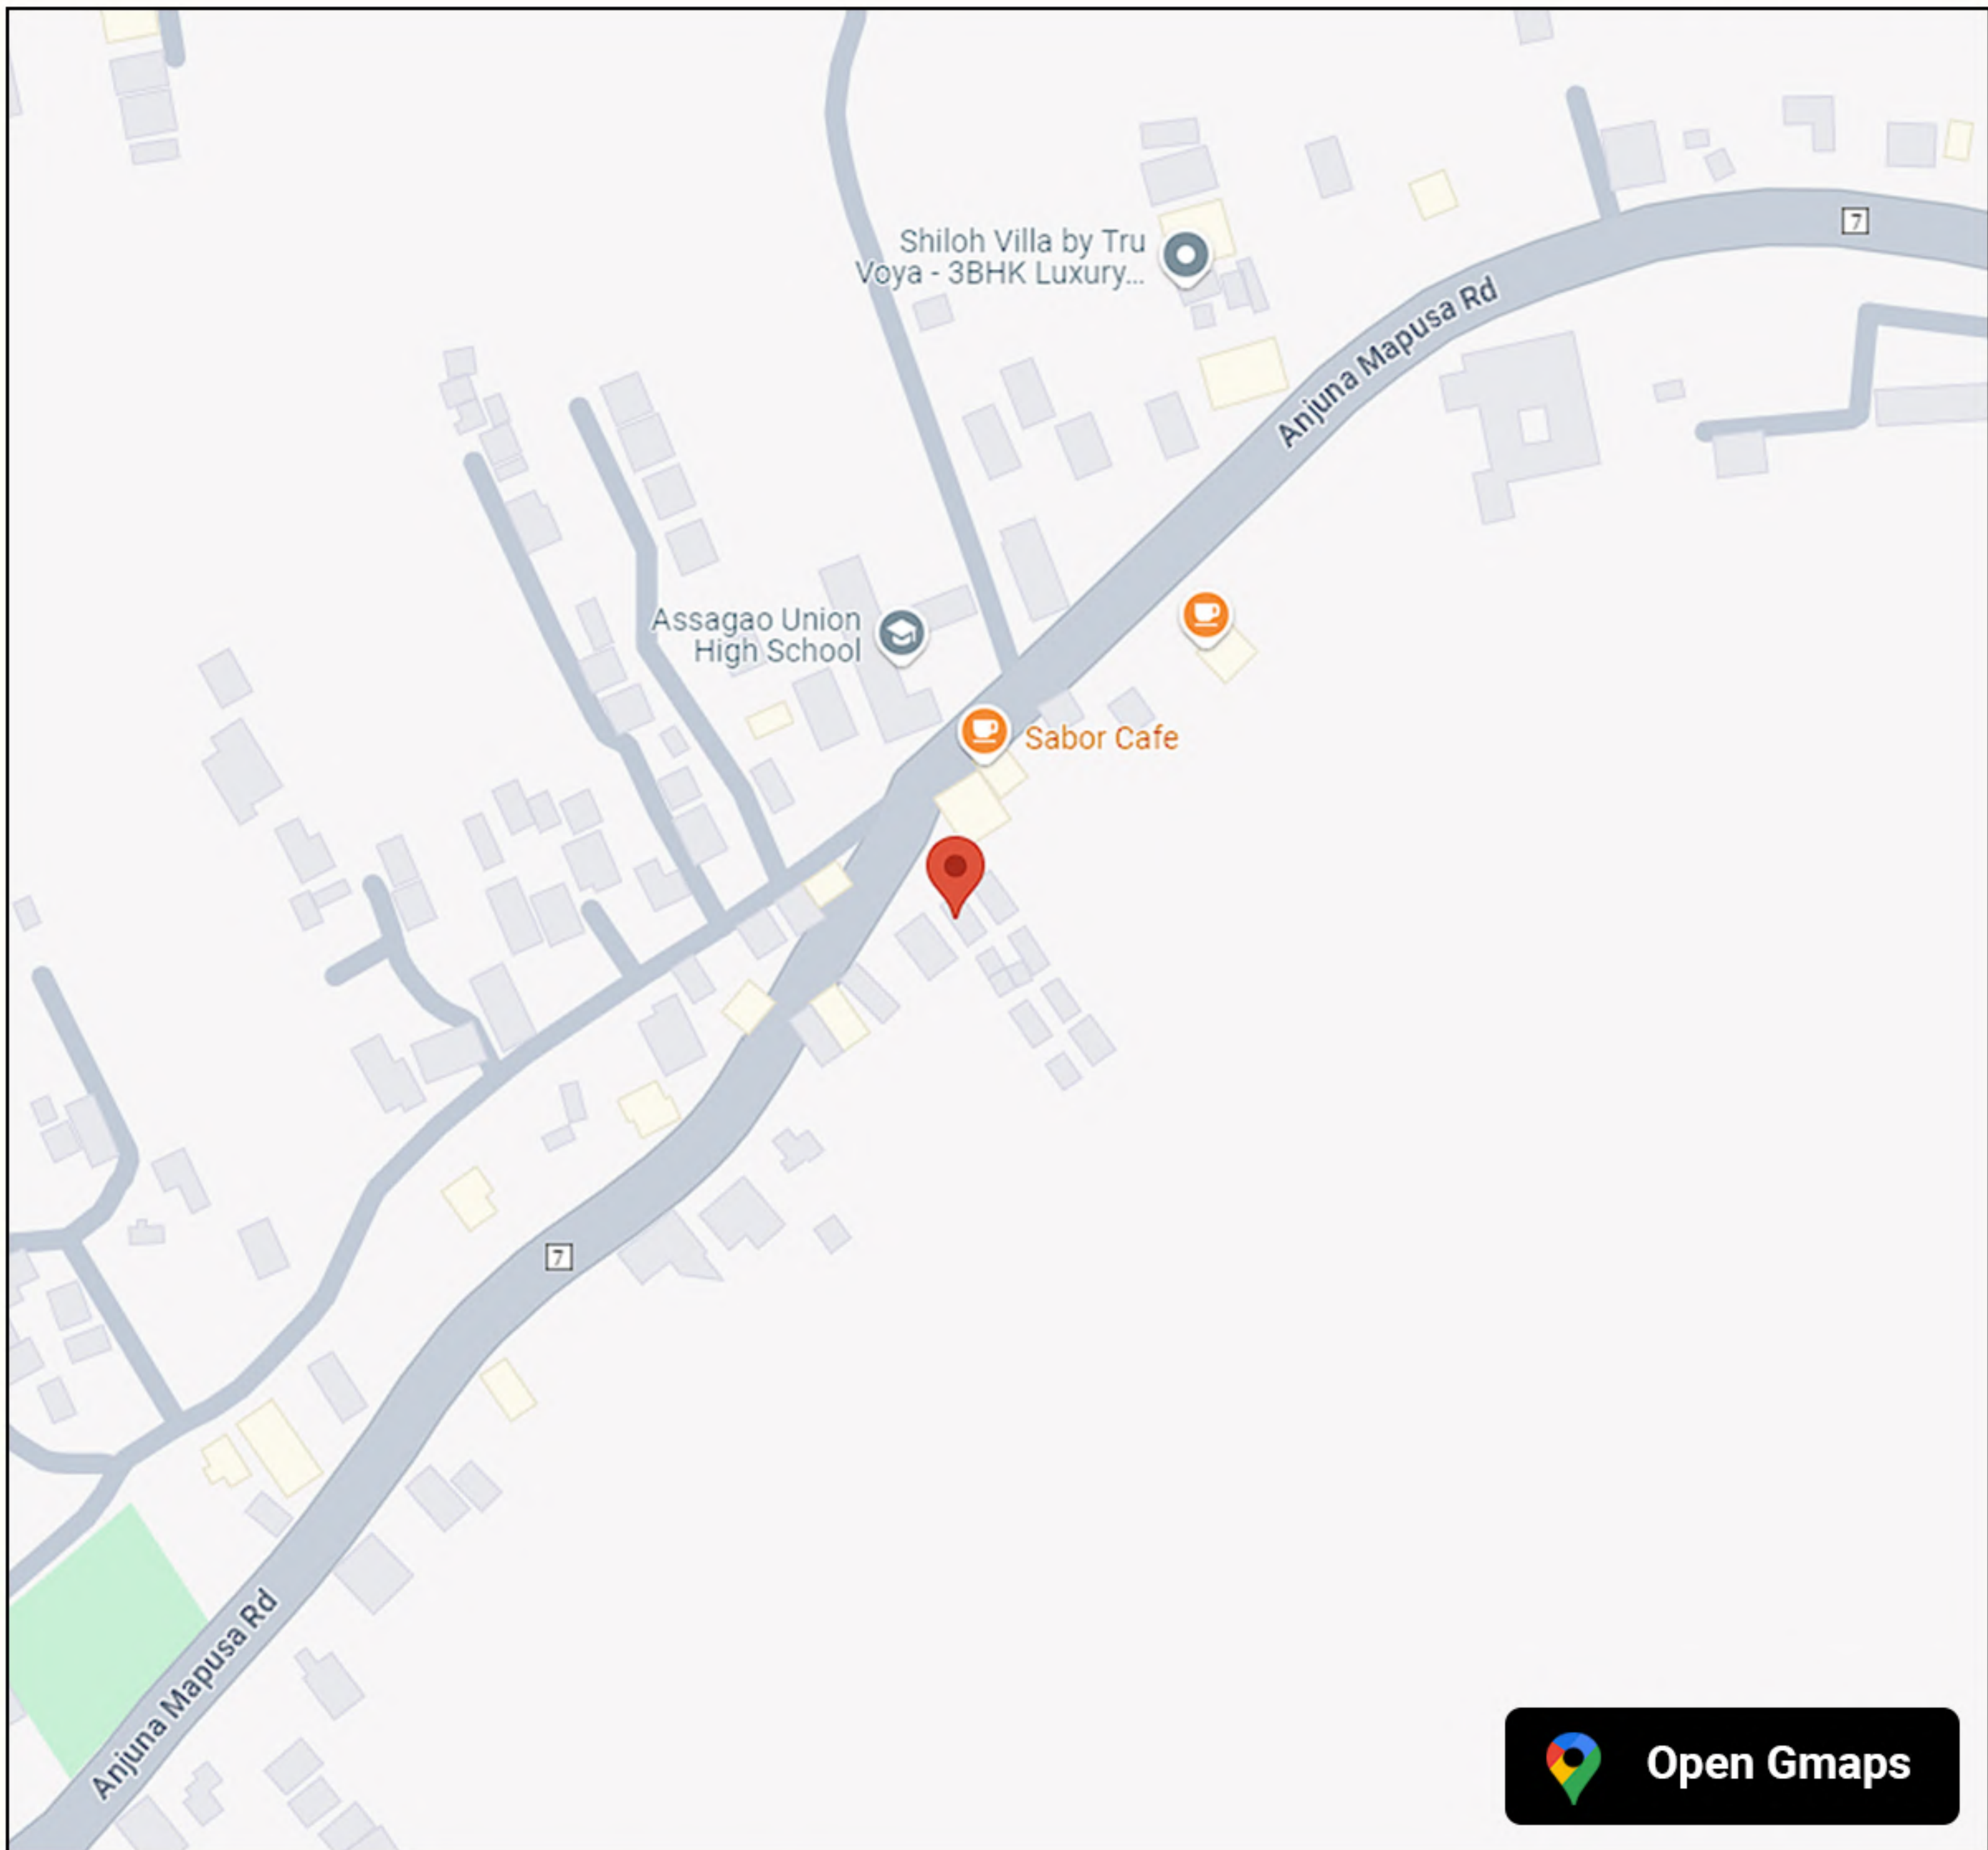 7
Shiloh Villa by Tru
Voya - 3BHK Luxury...
Anjuna Mapusa Rd
Assagao Union
High School
Sabor Cafe
7
Anjuna Mapusa Rd
Open Gmaps